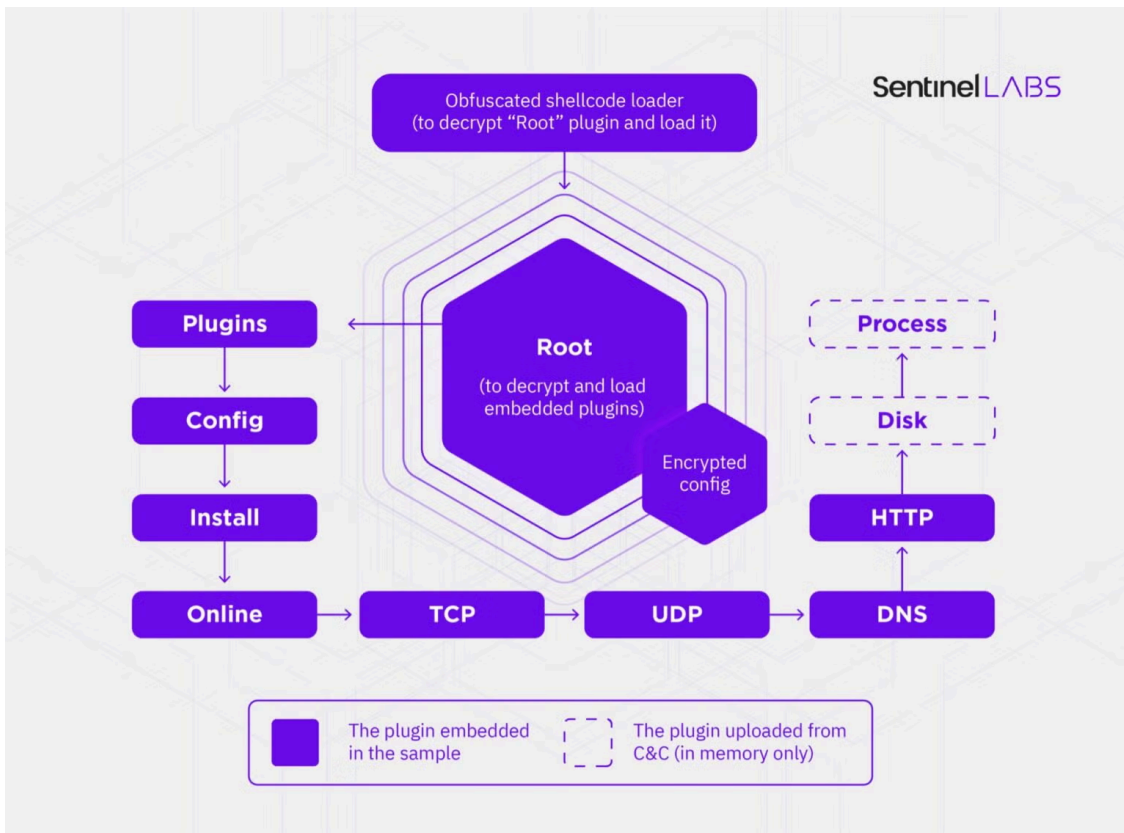 SentinelLABS
Obfuscated shellcode loader
(to decrypt “Root” plugin and load it)
Root
(to decrypt and load
embedded plugins)
Encrypted
config
Plugins
Config
Install
Online
TCP
UDP
DNS
HTTP
Disk
Process
The plugin embedded
in the sample
The plugin uploaded from
C&C (in memory only)